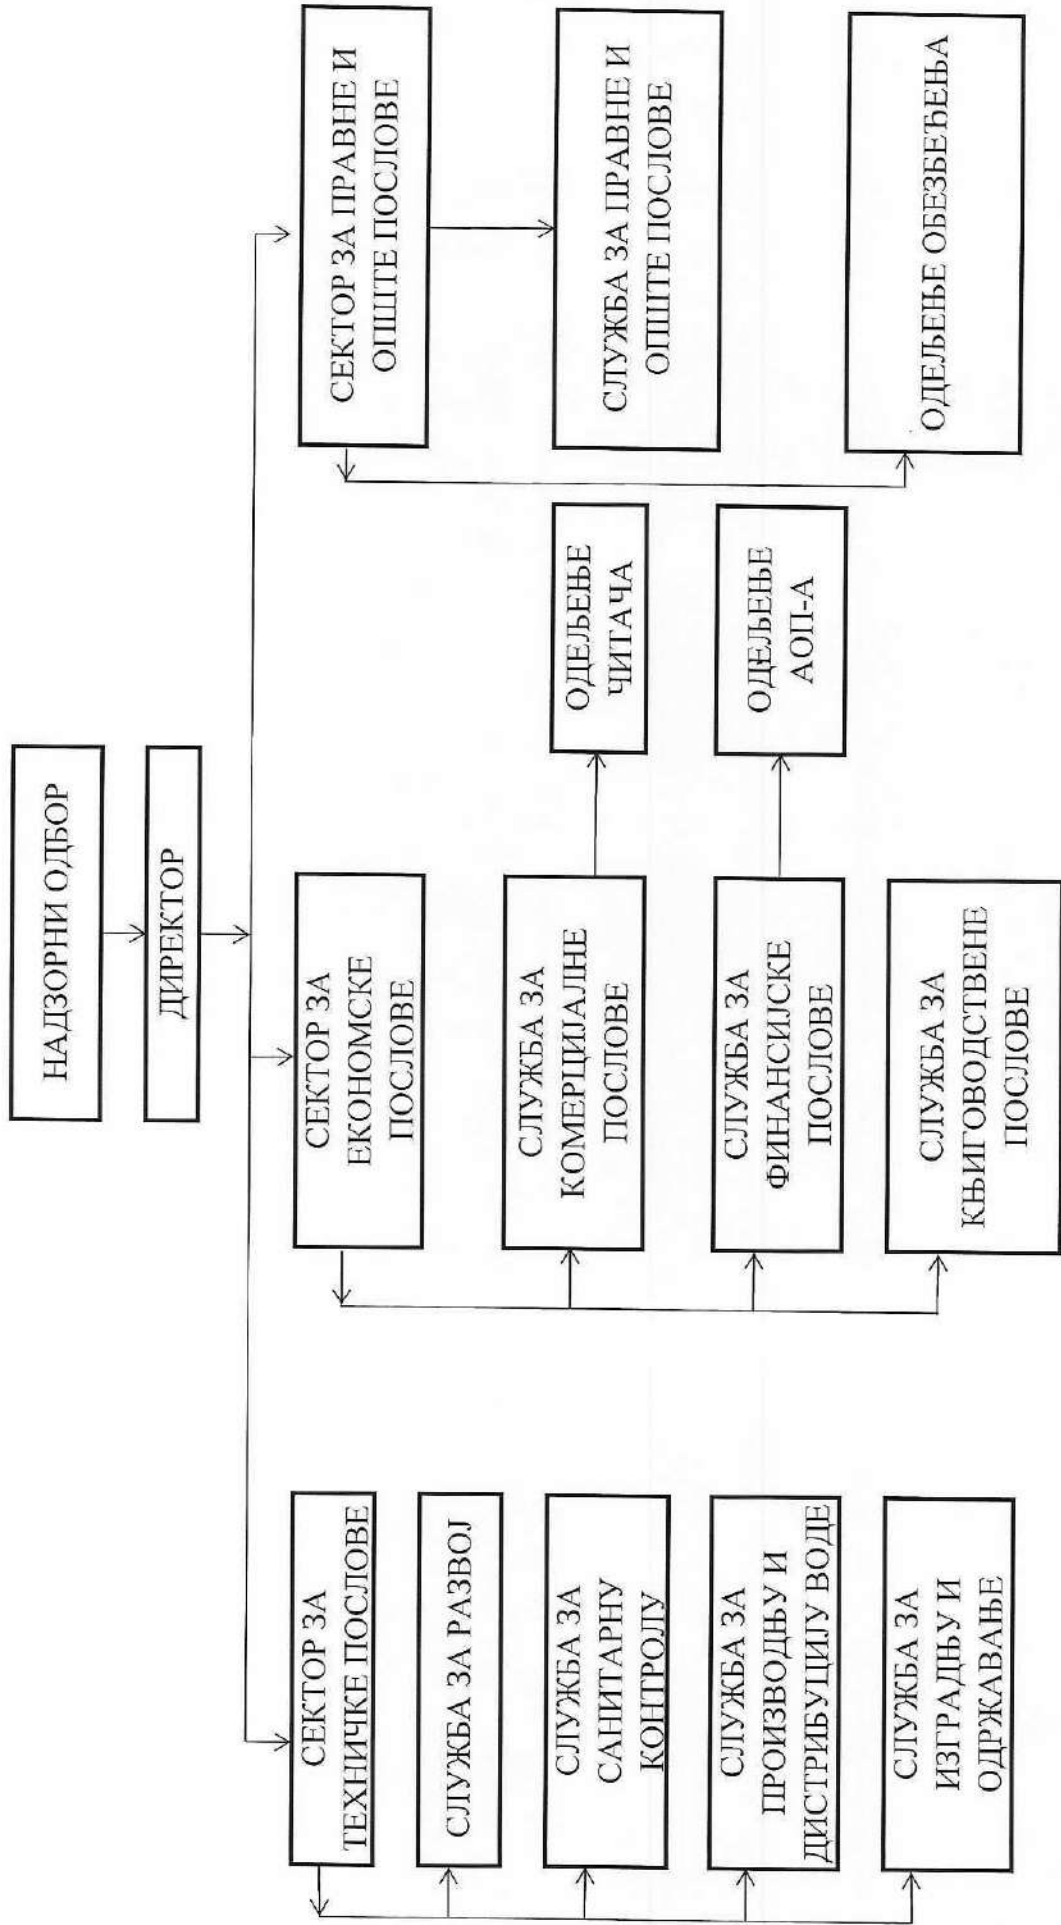 НАДЗОРНИ ОДБОР
ДИРЕКТОР
СЕКТОР ЗА
ТЕХНИЧКЕ ПОСЛОВЕ
СЛУЖБА ЗА РАЗВОЈ
СЛУЖБА ЗА
САНИТАРНУ
КОНТРОЛУ
СЛУЖБА ЗА
ПРОИЗВОДЊУ И
ДИСТРИБУЦИЈУ ВОДЕ
СЛУЖБА ЗА
ИЗГРАДЊУ И
ОДРЖАВАЊЕ
СЕКТОР ЗА
ЕКОНОМСКЕ
ПОСЛОВЕ
СЛУЖБА ЗА
КОМЕРЦИЈАЛНЕ
ПОСЛОВЕ
ОДЕЉЕЊЕ
ЧИТАЧА
СЛУЖБА ЗА
ФИНАНСИЈСКЕ
ПОСЛОВЕ
ОДЕЉЕЊЕ
АОП-А
СЛУЖБА ЗА
КЊИГОВОДСТВЕНЕ
ПОСЛОВЕ
СЕКТОР ЗА ПРАВНЕ И
ОПШТЕ ПОСЛОВЕ
СЛУЖБА ЗА ПРАВНЕ И
ОПШТЕ ПОСЛОВЕ
ОДЕЉЕЊЕ ОБЕЗБЕЂЕЊА